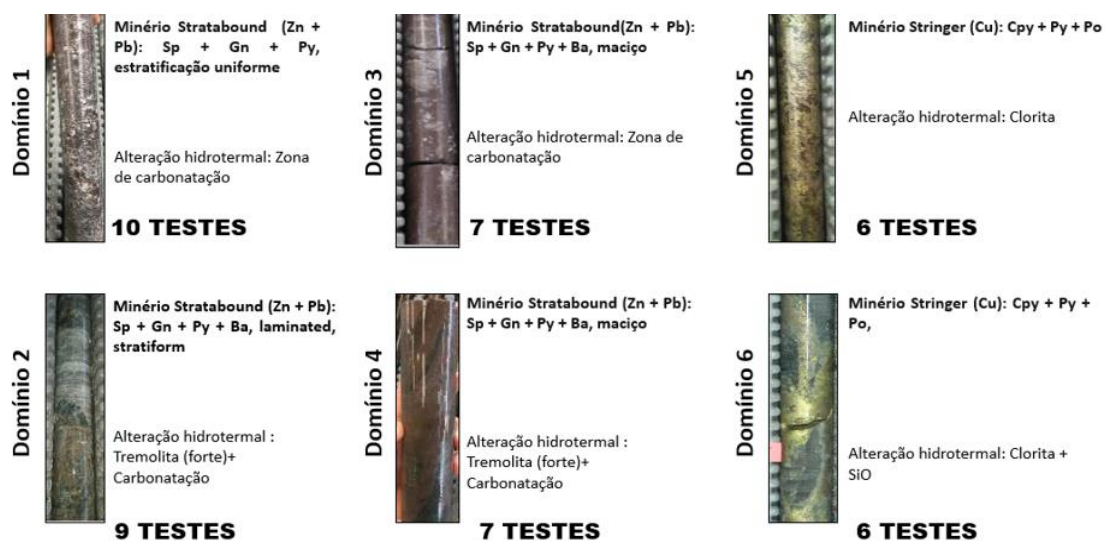 Domínio 1
Minério Stratabound (Zn +
Pb): Sp + Gn + Py,
estratificação uniforme
Alteração hidrotermal: Zona
de carbonatação
10 TESTES
Domínio 3
Minério Stratabound(Zn + Pb):
Sp + Gn + Py + Ba, maciço
Alteração hidrotermal: Zona de
carbonatação
7 TESTES
Domínio 5
Minério Stringer (Cu): Cpy + Py + Po
Alteração hidrotermal: Clorita
6 TESTES
Domínio 2
Minério Stratabound (Zn + Pb):
Sp + Gn + Py + Ba, laminated,
stratiform
Alteração hidrotermal :
Tremolita (forte)+
Carbonatação
9 TESTES
Domínio 4
Minério Stratabound (Zn + Pb):
Sp + Gn + Py + Ba, maciço
Alteração hidrotermal :
Tremolita (forte)+
Carbonatação
7 TESTES
Domínio 6
Minério Stringer (Cu): Cpy + Py +
Po,
Alteração hidrotermal: Clorita +
SiO
6 TESTES